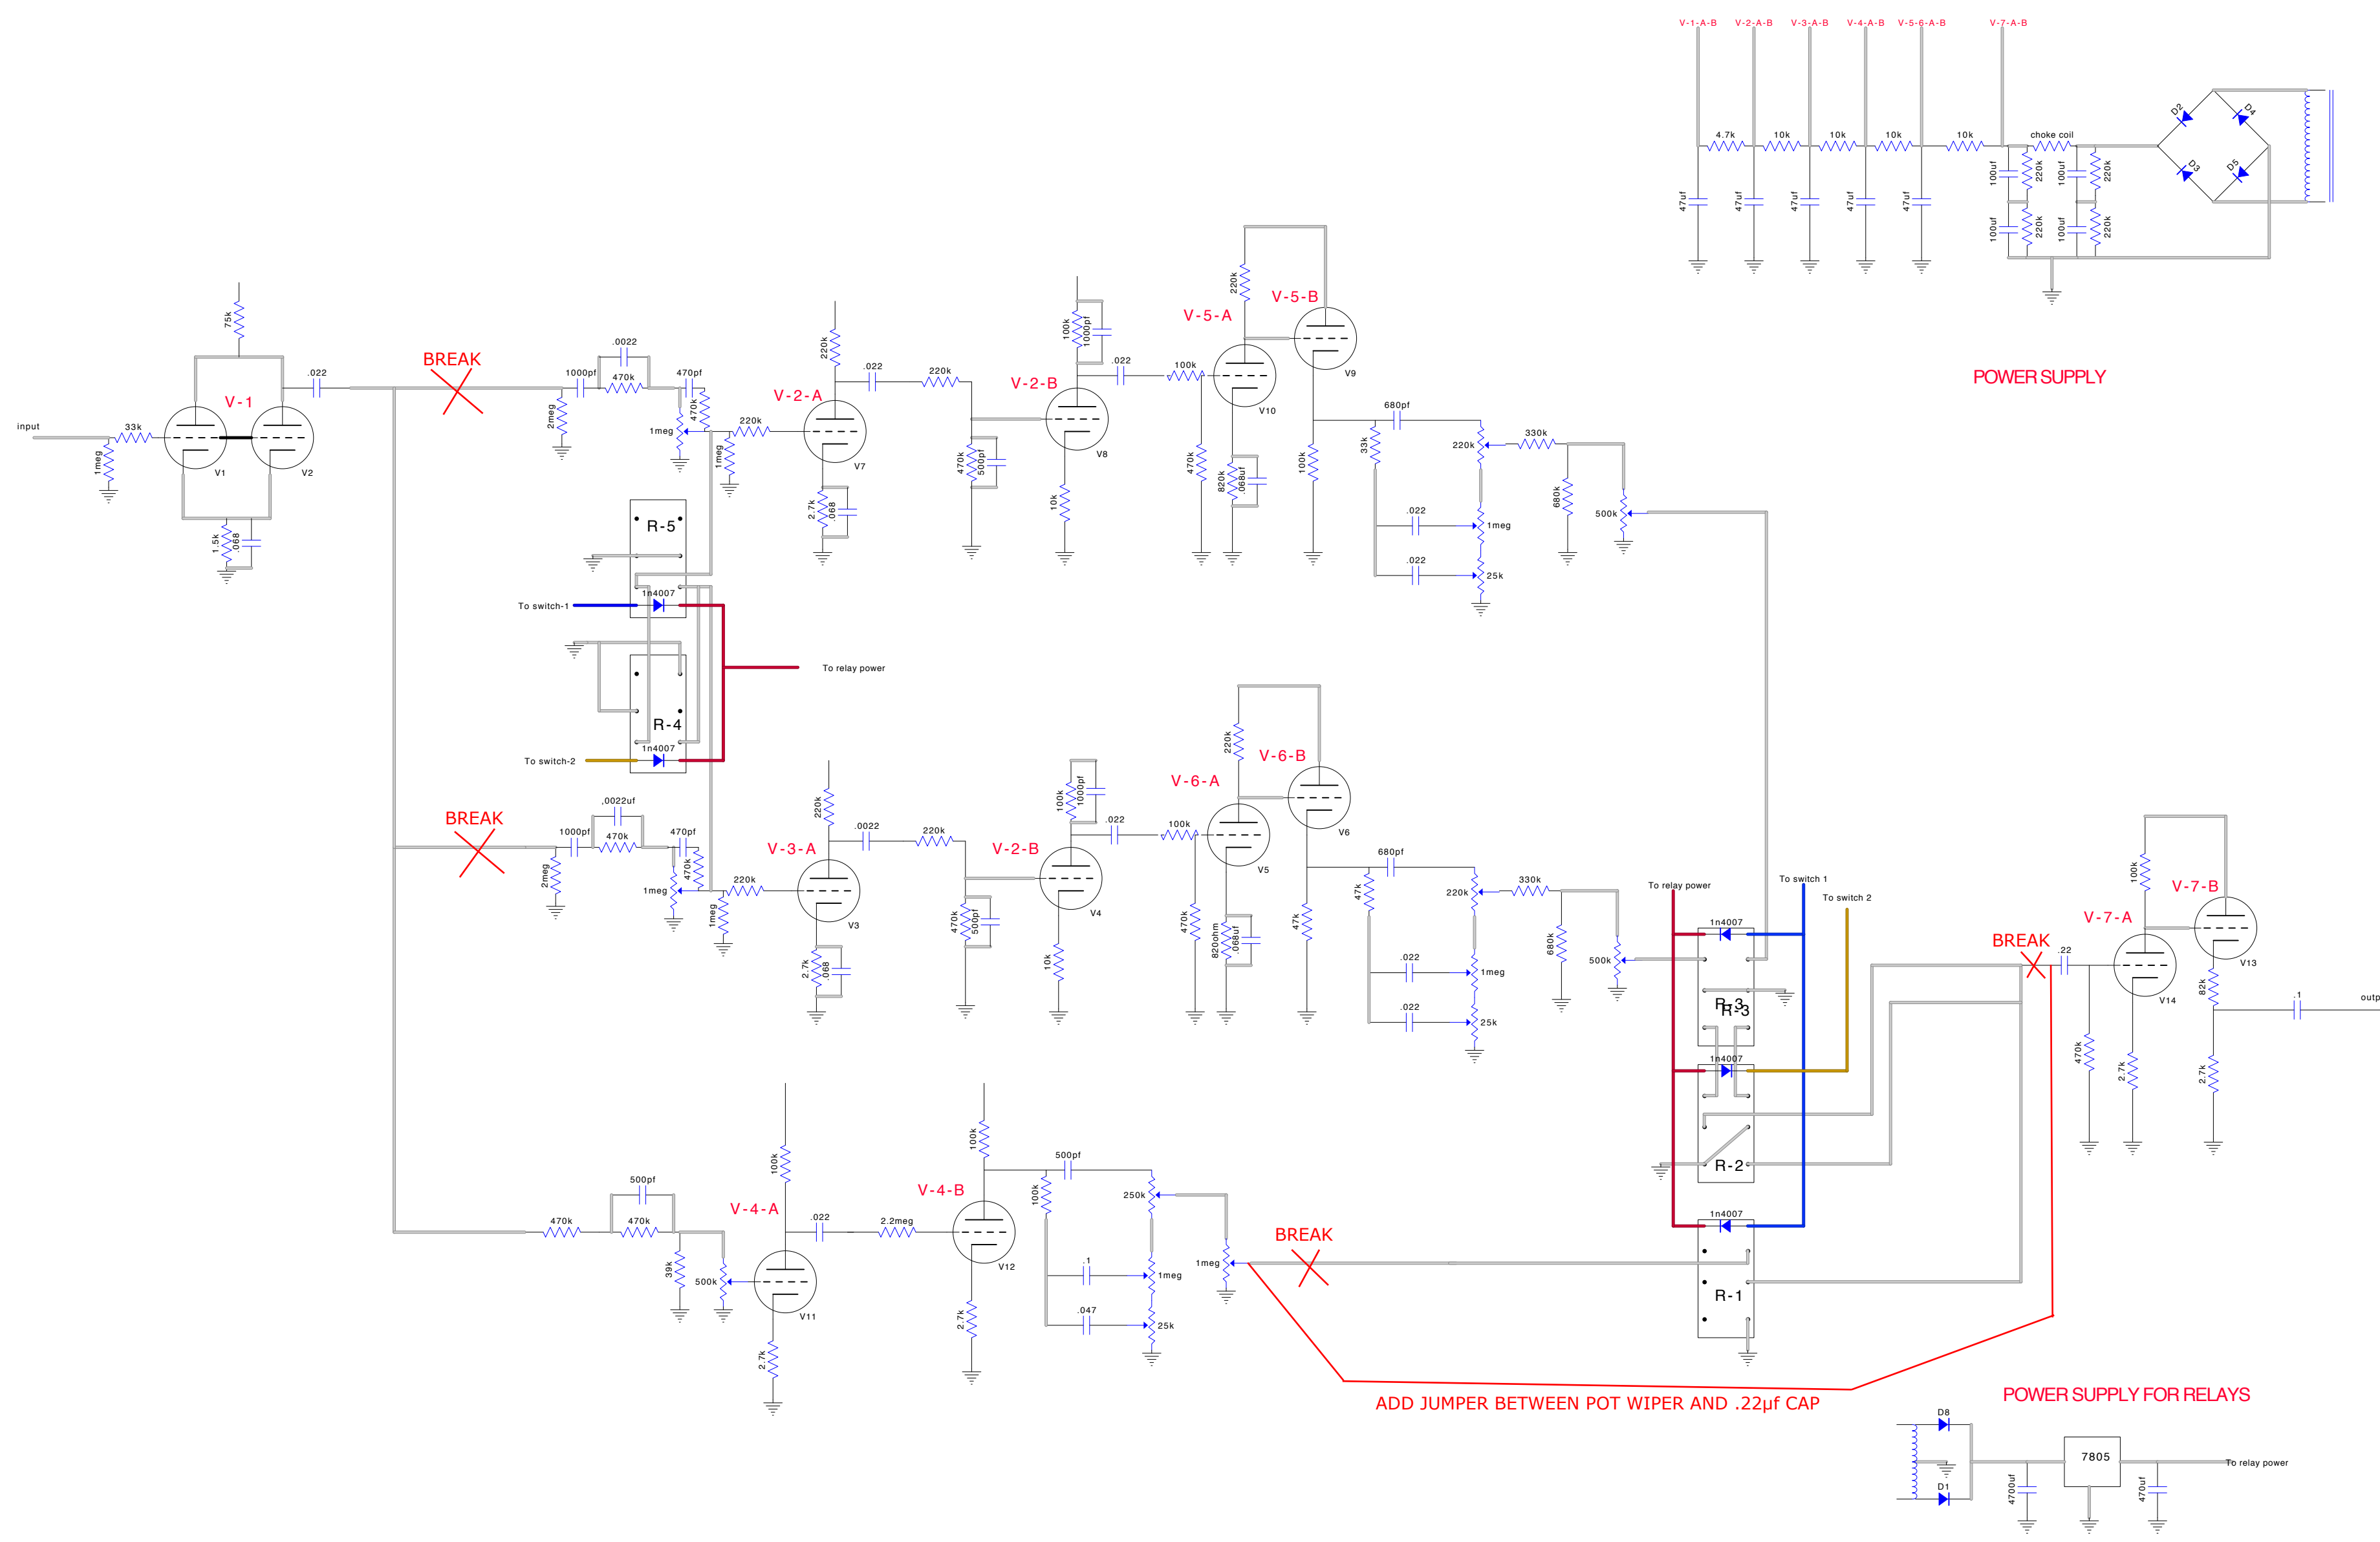 V-1-A-B
V-2-A-B
V-3-A-B
V-4-A-B
V-5-6-A-B
V-7-A-B
4.7k
10k
10k
10k
10k
choke coil
D2
D4
D3
D5
47uf
47uf
47uf
47uf
47uf
100uf
220k
100uf
220k
100uf
220k
100uf
220k
POWER SUPPLY
input
1meg
33k
75k
V-1
V1
V2
.022
1.5k
.068
BREAK
1000pf
.0022
470k
470pf
2meg
1meg
470k
1meg
220k
V-2-A
220k
V7
2.7k
.068
.022
220k
470k
500pf
V-2-B
100k
1000pf
V8
10k
.022
100k
470k
V-5-A
220k
V10
820k
.068uf
V-5-B
V9
100k
680pf
33k
220k
.022
1meg
.022
25k
330k
680k
500k
R-5
1n4007
To switch-1
To relay power
R-4
1n4007
To switch-2
BREAK
1000pf
,0022uf
470k
470pf
2meg
1meg
470k
1meg
220k
V-3-A
220k
V3
2.7k
.068
.0022
220k
470k
500pf
V-2-B
100k
1000pf
V4
10k
.022
100k
470k
V-6-A
220k
V5
820ohm
.068uf
V-6-B
V6
47k
680pf
47k
220k
.022
1meg
.022
25k
330k
680k
500k
To relay power
To switch 1
To switch 2
1n4007
R-3
R-3
1n4007
R-2
1n4007
R-1
BREAK
.22
470k
V-7-A
100k
V14
2.7k
V-7-B
V13
82k
2.7k
.1
outp
470k
500pf
470k
39k
500k
V-4-A
100k
V11
2.7k
.022
2.2meg
V-4-B
100k
V12
2.7k
500pf
100k
250k
.1
1meg
.047
25k
1meg
BREAK
ADD JUMPER BETWEEN POT WIPER AND .22µf CAP
POWER SUPPLY FOR RELAYS
D8
D1
4700uf
7805
470uf
To relay power